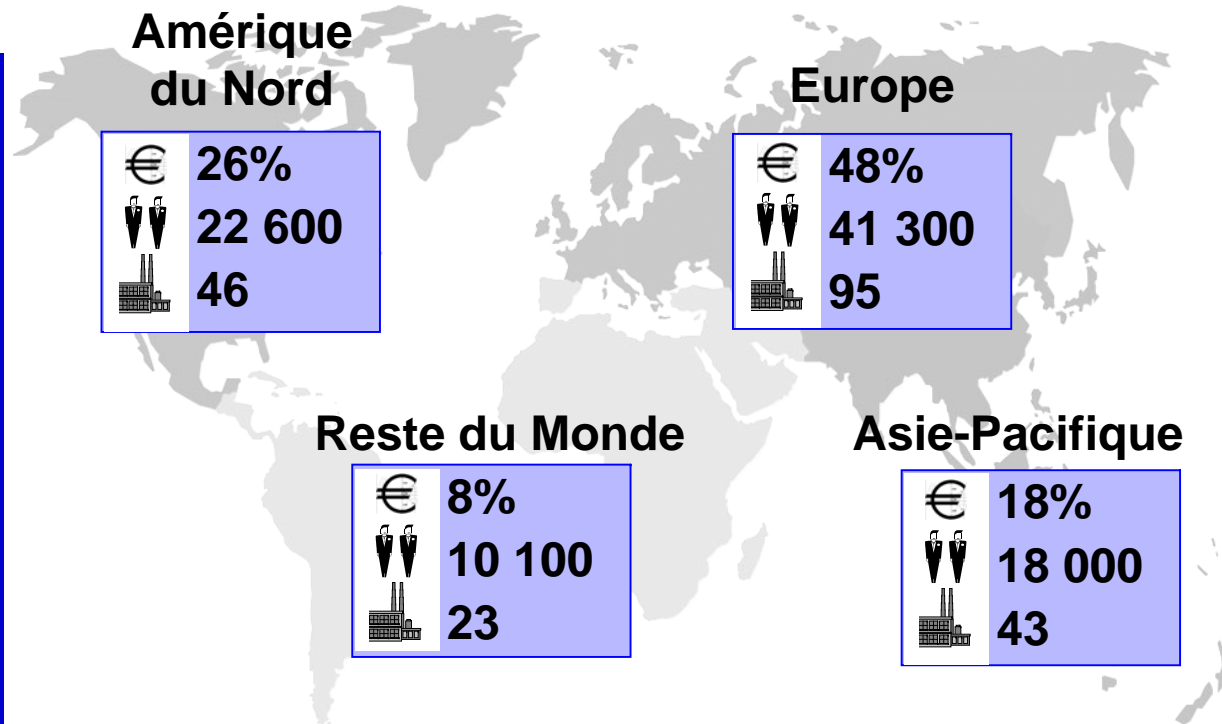 Amérique
du Nord
€ 26%
22 600
46
Europe
€ 48%
41 300
95
Reste du Monde
€ 8%
10 100
23
Asie-Pacifique
€ 18%
18 000
43